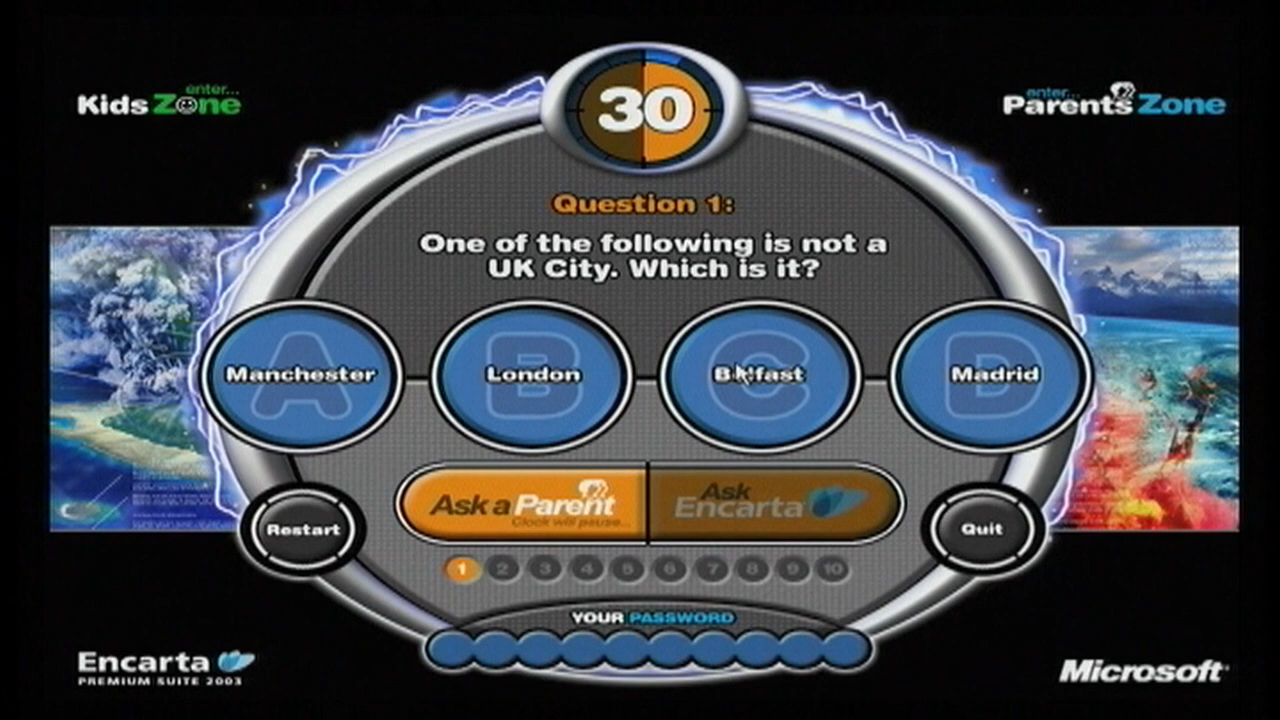 enter...
Kids Zone
30
enter...
Parents Zone
Question 1:
One of the following is not a
UK City. Which is it?
A
Manchester
B
London
C
Belfast
D
Madrid
Ask a Parent
Clock will pause...
Ask
Encarta
Restart
Quit
1 2 3 4 5 6 7 8 9 10
YOUR PASSWORD
Encarta
PREMIUM SUITE 2003
Microsoft